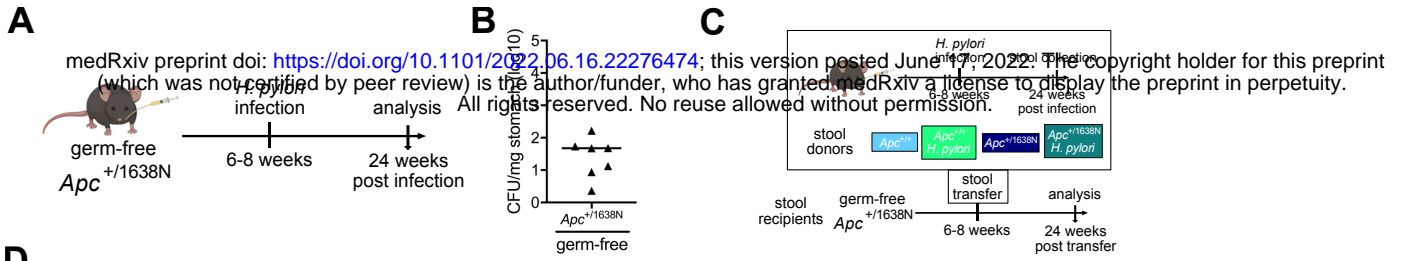 A
B
C
medRxiv preprint doi: https://doi.org/10.1101/2022.06.16.22276474; this version posted June 17, 2022. The copyright holder for this preprint
(which was not certified by peer review) is the author/funder, who has granted medRxiv a license to display the preprint in perpetuity.
All rights reserved. No reuse allowed without permission.
H. pylori
infection
analysis
germ-free
Apc+/1638N
6-8 weeks
24 weeks
post infection
CFU/mg stomach (log10)
5
4
3
2
1
0
Apc+/1638N
germ-free
H. pylori
infection
stool collection
6-8 weeks
24 weeks
post infection
stool
donors
Apc+/+
Apc+/+
H. pylori
Apc+/1638N
Apc+/1638N
H. pylori
stool
transfer
stool
recipients
germ-free
Apc+/1638N
analysis
6-8 weeks
24 weeks
post transfer
D